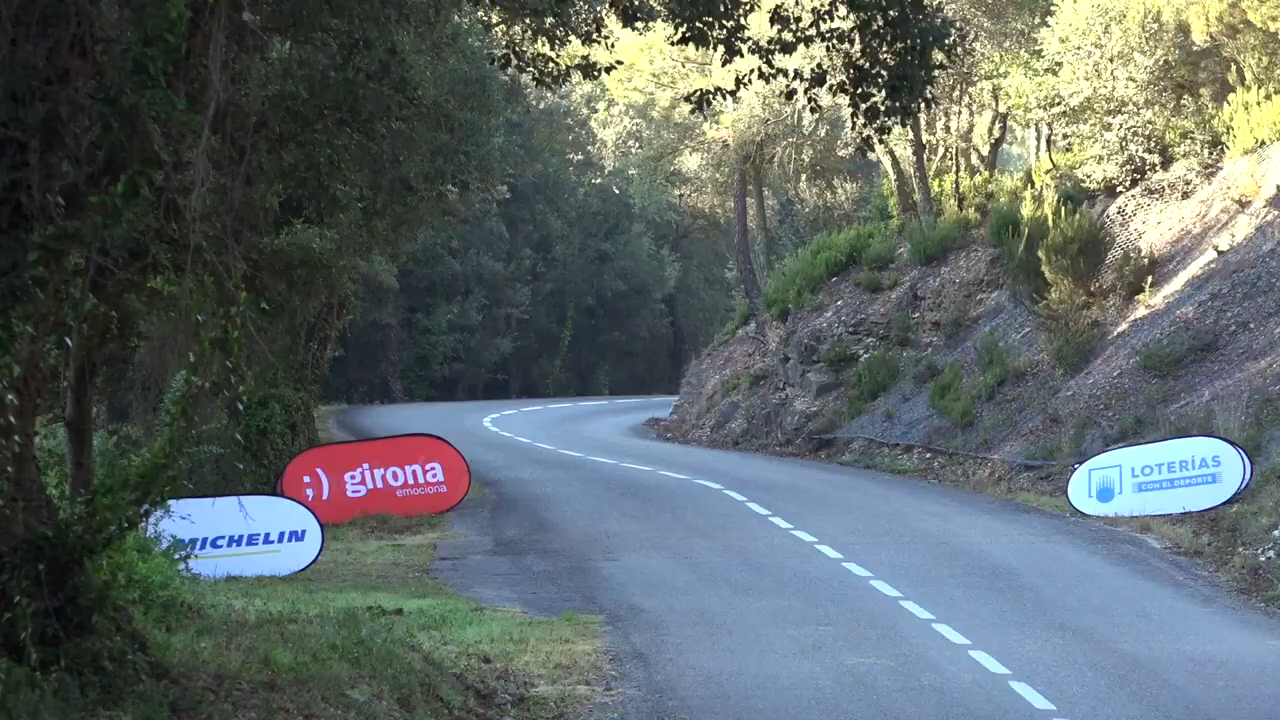 ;) girona
emociona
MICHELIN
LOTERÍAS
CON EL DEPORTE